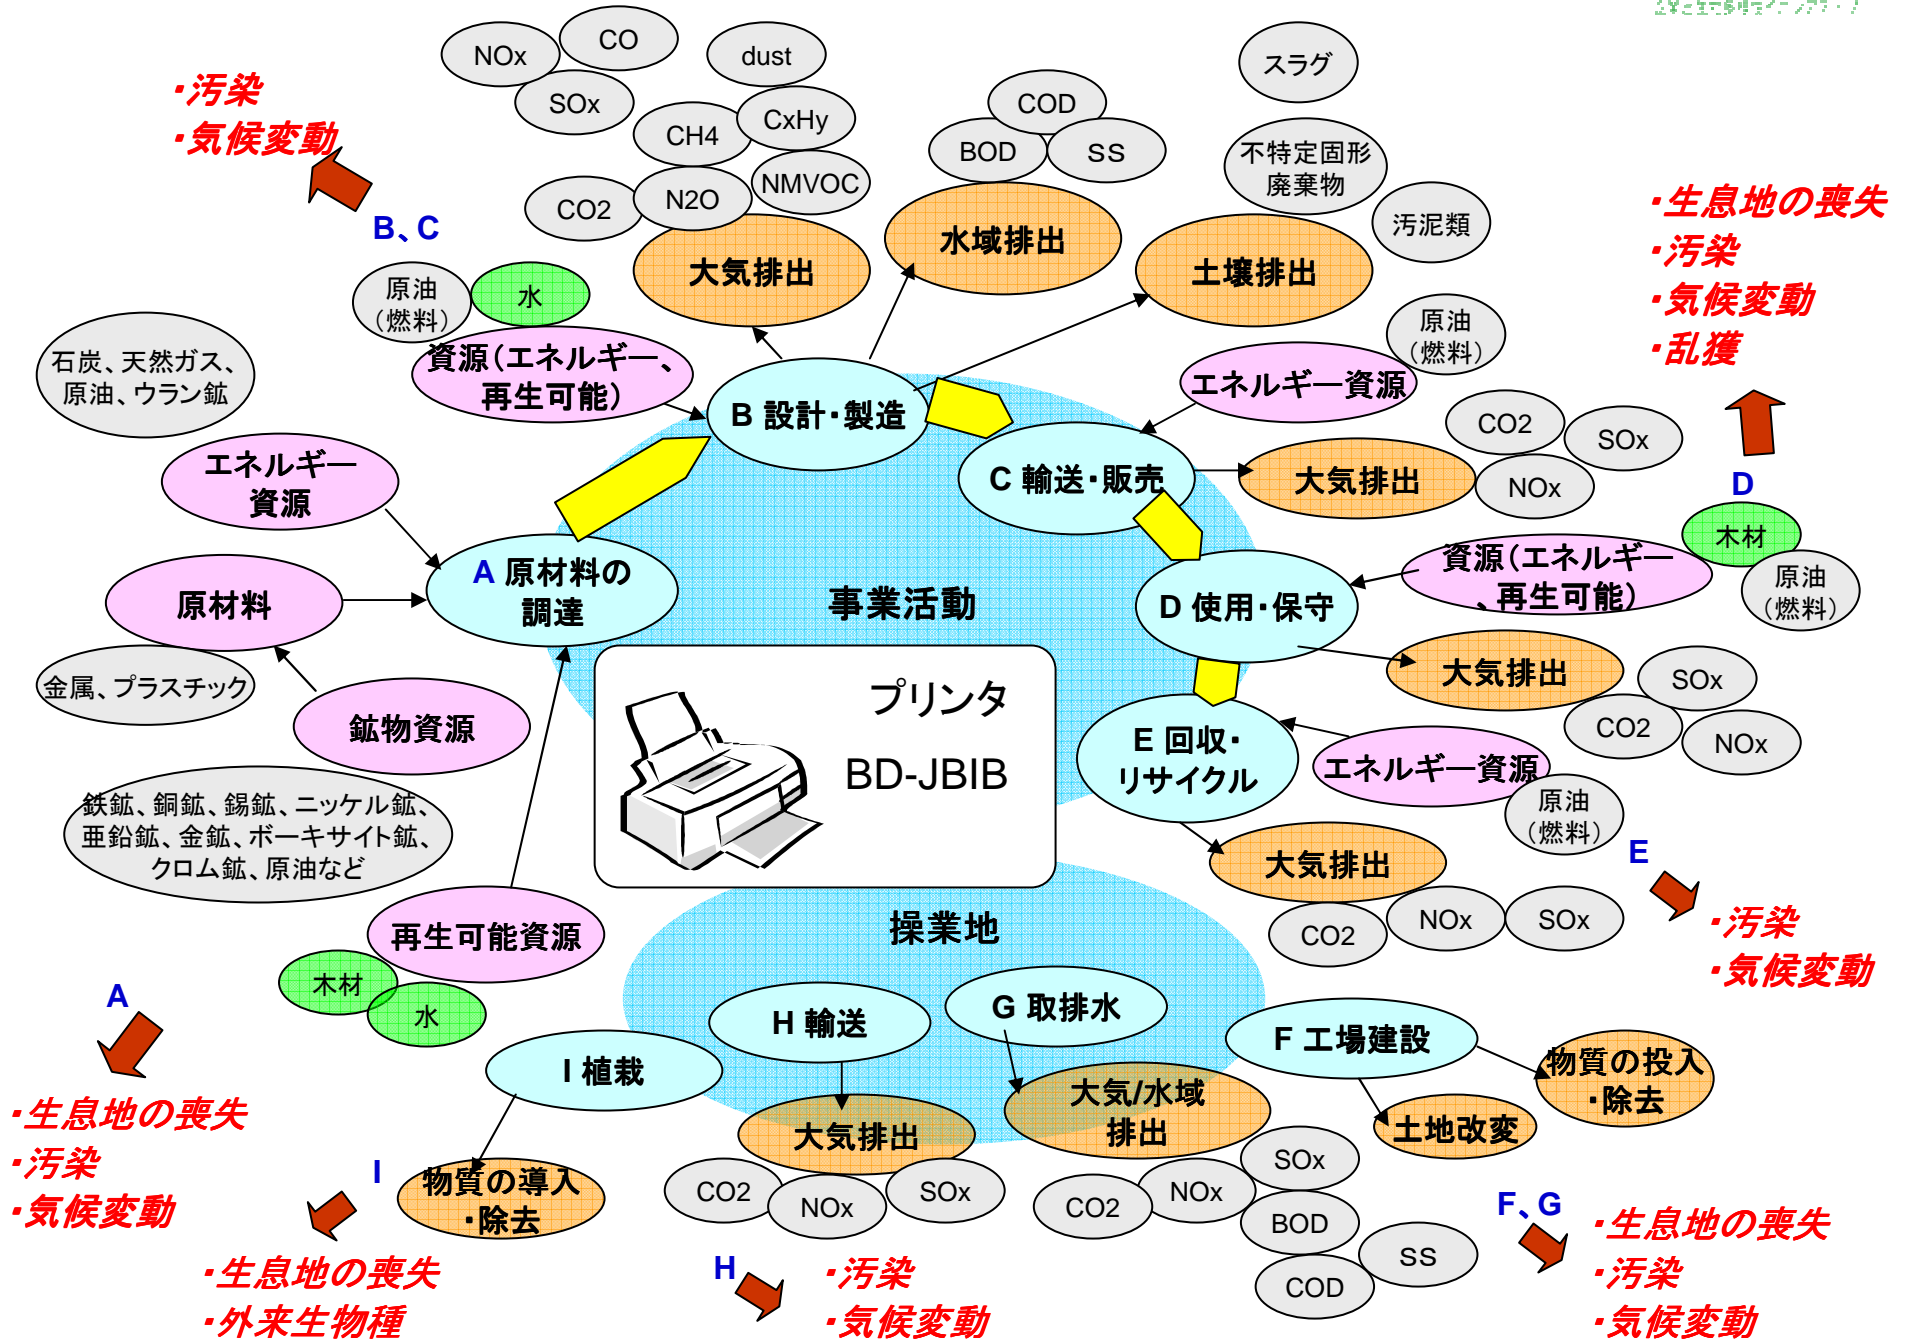 NOx
CO
SOx
dust
CH4
CxHy
CO2
N2O
NMVOC
COD
BOD
SS
スラグ
不特定固形
廃棄物
汚泥類
・汚染
・気候変動
B、C
大気排出
水域排出
土壌排出
・生息地の喪失
・汚染
・気候変動
・乱獲
D
原油
（燃料）
水
資源（エネルギー、
再生可能）
石炭、天然ガス、
原油、ウラン鉱
エネルギー
資源
B 設計・製造
原油
（燃料）
エネルギー資源
C 輸送・販売
大気排出
CO2
SOx
NOx
A 原材料の
調達
原材料
金属、プラスチック
鉱物資源
鉄鉱、銅鉱、錫鉱、ニッケル鉱、
亜鉛鉱、金鉱、ボーキサイト鉱、
クロム鉱、原油など
再生可能資源
木材
水
事業活動
プリンタ
BD-JBIB
D 使用・保守
木材
原油
（燃料）
資源（エネルギー
、再生可能）
大気排出
SOx
CO2
NOx
E 回収・
リサイクル
エネルギー資源
原油
（燃料）
大気排出
CO2
NOx
SOx
E
・汚染
・気候変動
操業地
A
・生息地の喪失
・汚染
・気候変動
I 植栽
物質の導入
・除去
I
・生息地の喪失
・外来生物種
H 輸送
大気排出
CO2
NOx
SOx
H
・汚染
・気候変動
G 取排水
大気/水域
排出
CO2
NOx
SOx
BOD
COD
SS
F 工場建設
物質の投入
・除去
土地改変
F、G
・生息地の喪失
・汚染
・気候変動